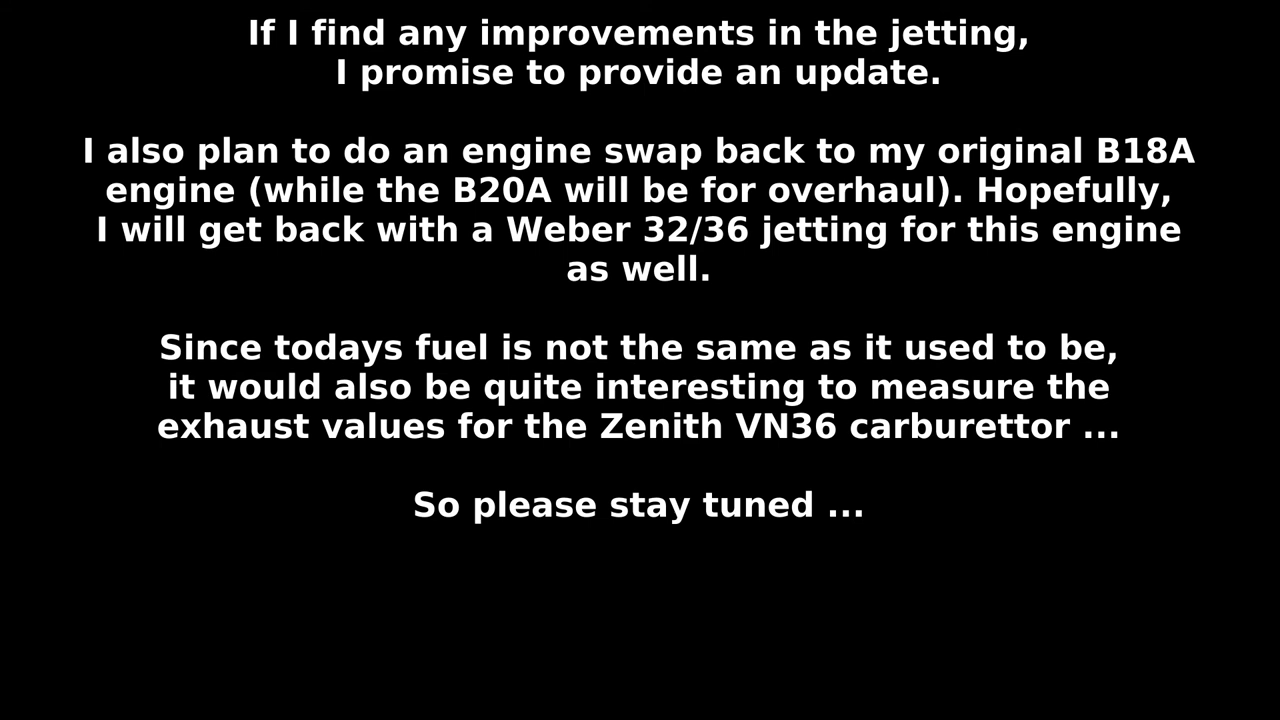 If I find any improvements in the jetting,
I promise to provide an update.
I also plan to do an engine swap back to my original B18A
engine (while the B20A will be for overhaul). Hopefully,
I will get back with a Weber 32/36 jetting for this engine
as well.
Since todays fuel is not the same as it used to be,
it would also be quite interesting to measure the
exhaust values for the Zenith VN36 carburettor ...
So please stay tuned ...